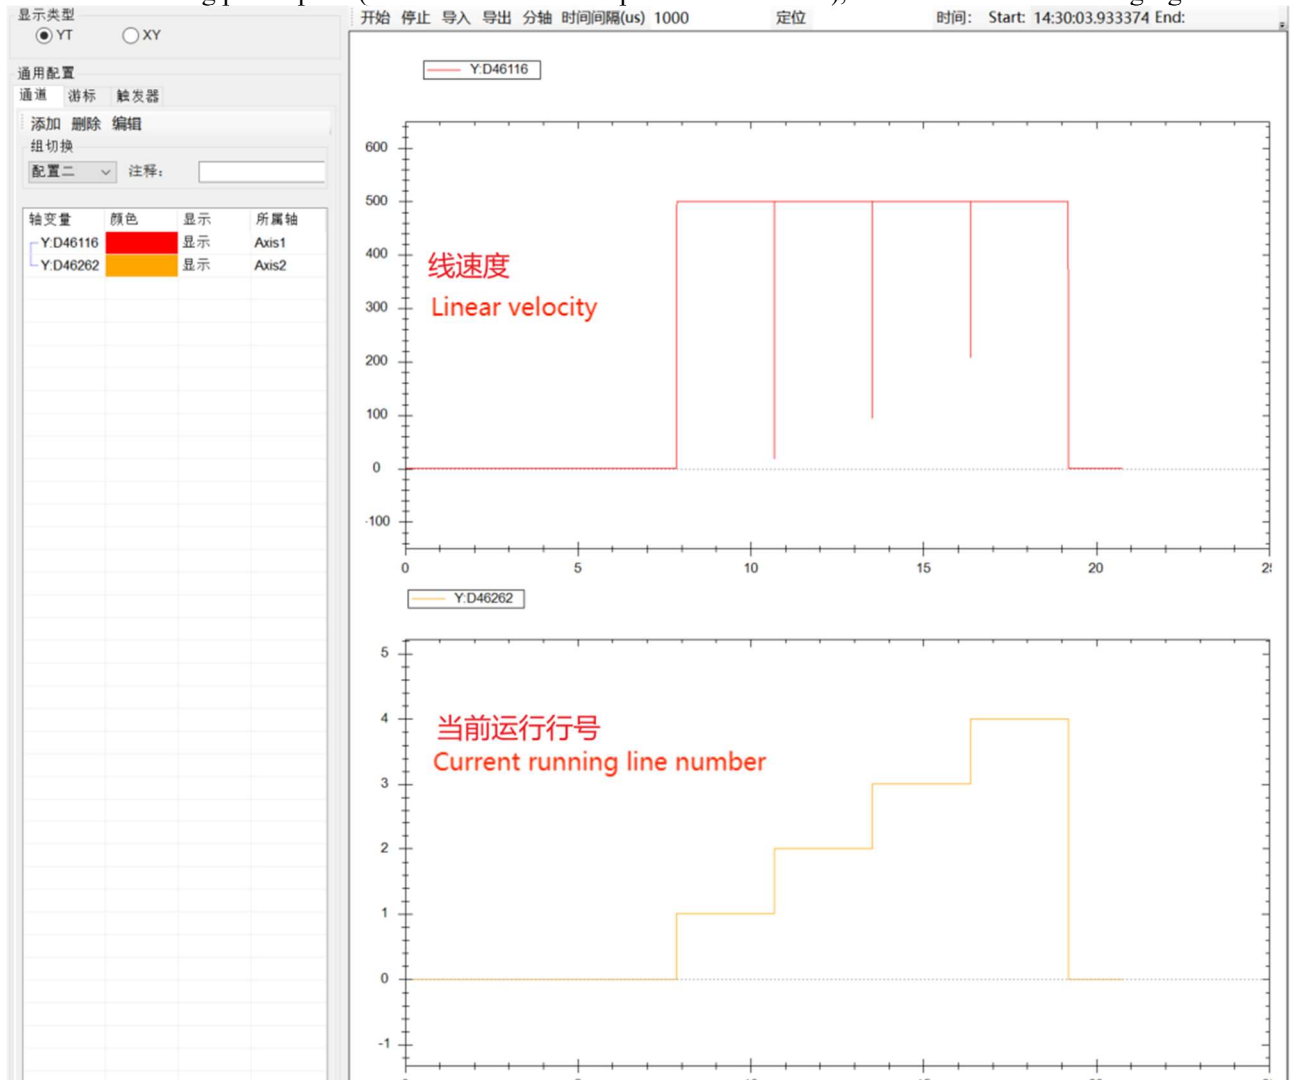 显示类型
YT
XY
通用配置
通道 游标 触发器
添加 删除 编辑
组切换
配置二 注释:
轴变量 颜色 显示 所属轴
Y:D46116 显示 Axis1
Y:D46262 显示 Axis2
开始 停止 导入 导出 分轴 时间间隔(us) 1000 定位 时间: Start: 14:30:03.933374 End:
Y:D46116
600
500
400
300
200
100
0
-100
线速度
Linear velocity
0 5 10 15 20
Y:D46262
5
4
3
2
1
0
-1
当前运行行号
Current running line number